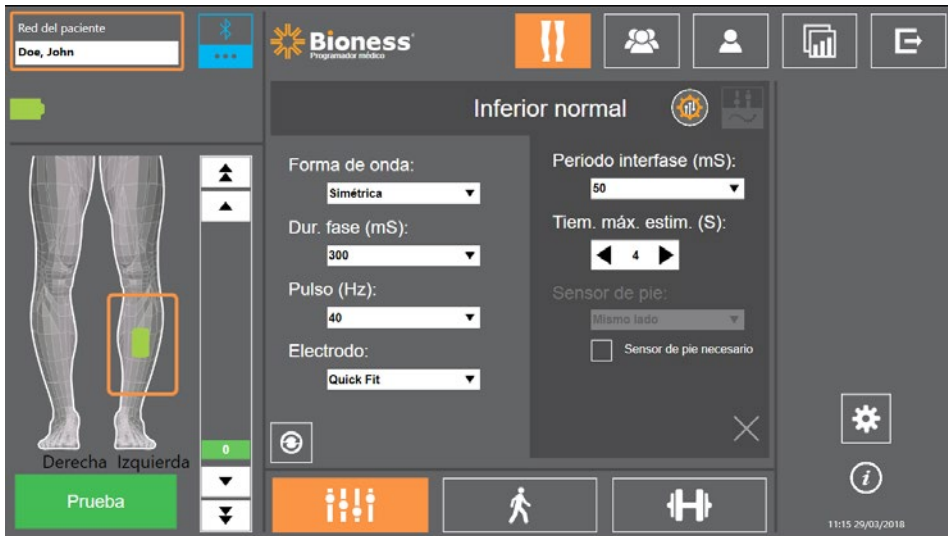 Red del paciente
Doe, John
Bioness
Programador médico
Inferior normal
Forma de onda:
Simétrica
Dur. fase (mS):
300
Pulso (Hz):
40
Electrodo:
Quick Fit
Periodo interfase (mS):
50
Tiem. máx. estim. (S):
4
Sensor de pie:
Mismo lado
Sensor de pie necesario
Derecha Izquierda
0
Prueba
11:15 29/03/2018